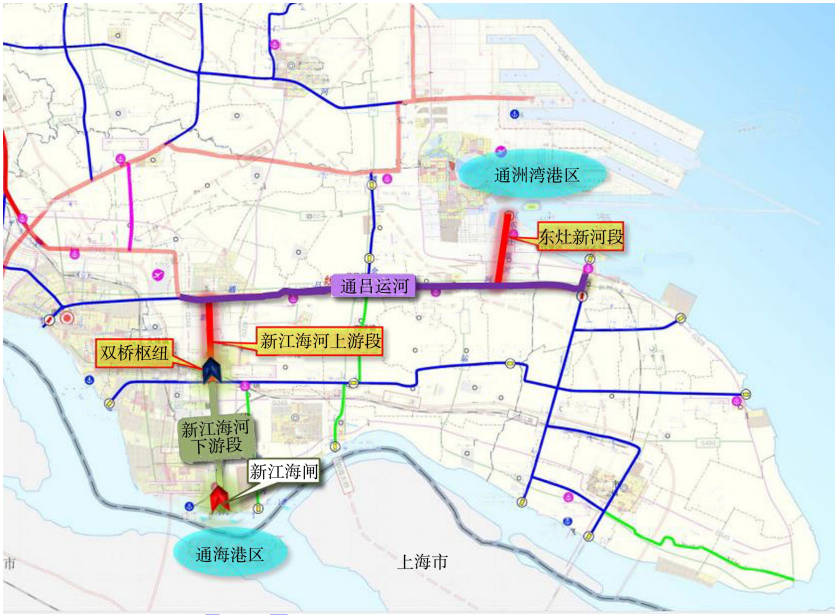 通洲湾港区
东灶新河段
通吕运河
新江海河上游段
双桥枢纽
新江海河
下游段
新江海闸
通海港区
上海市
市